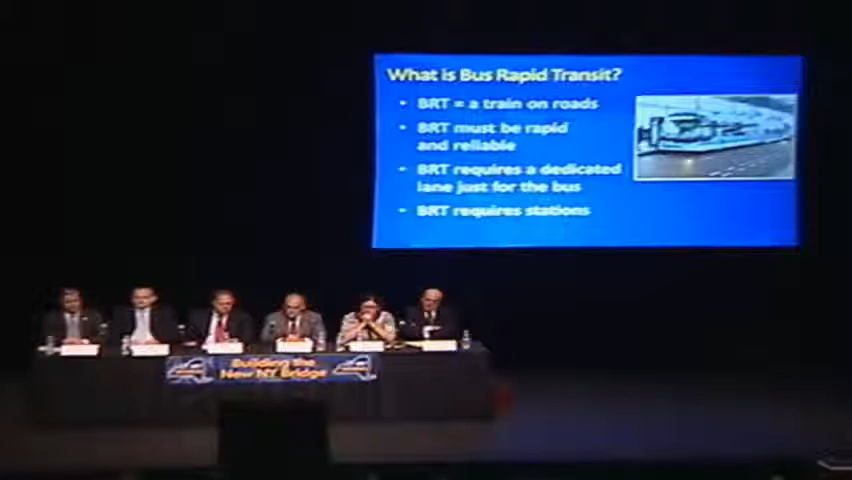 What is Bus Rapid Transit?
• BRT = a train on roads
• BRT must be rapid
and reliable
• BRT requires a dedicated
lane just for the bus
• BRT requires stations
Building the
New NY Bridge